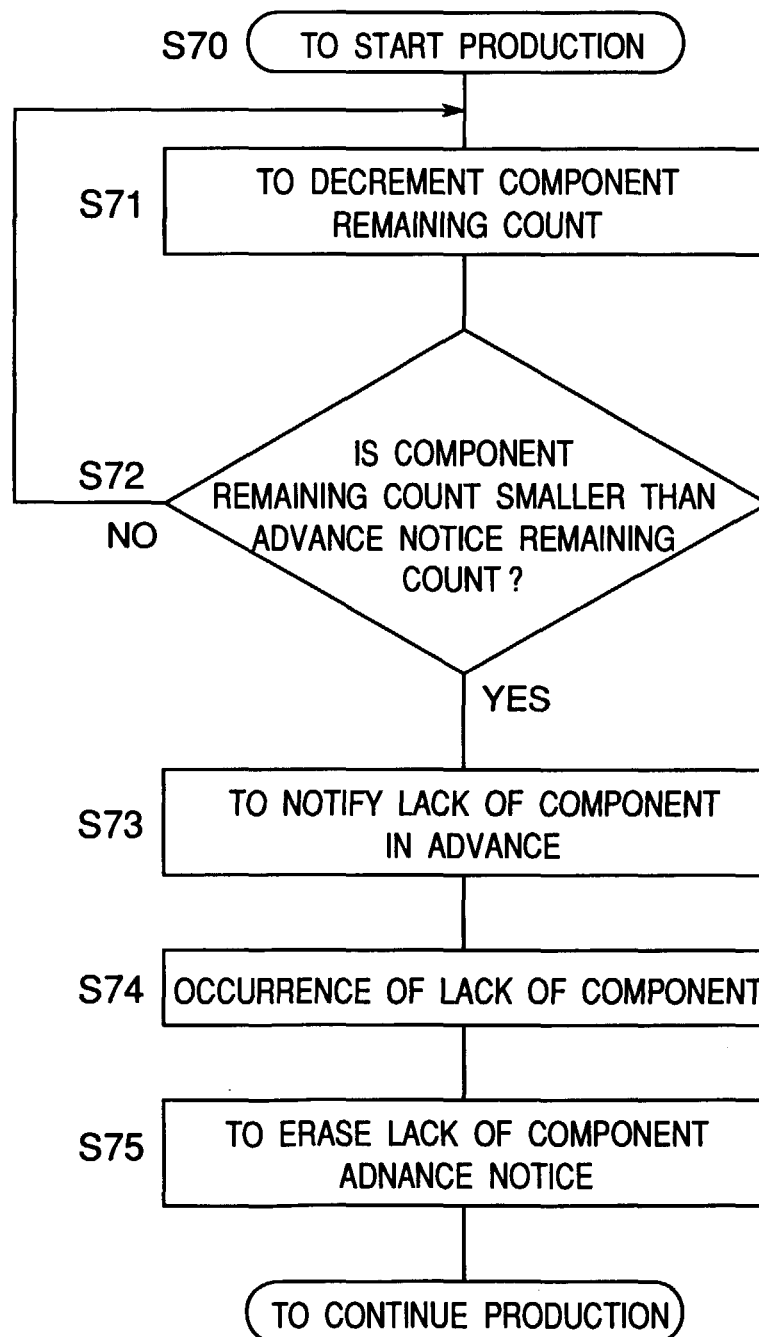 S70 TO START PRODUCTION
S71
TO DECREMENT COMPONENT
REMAINING COUNT
S72
NO
IS COMPONENT
REMAINING COUNT SMALLER THAN
ADVANCE NOTICE REMAINING
COUNT ?
YES
S73
TO NOTIFY LACK OF COMPONENT
IN ADVANCE
S74 OCCURRENCE OF LACK OF COMPONENT
S75
TO ERASE LACK OF COMPONENT
ADNANCE NOTICE
TO CONTINUE PRODUCTION